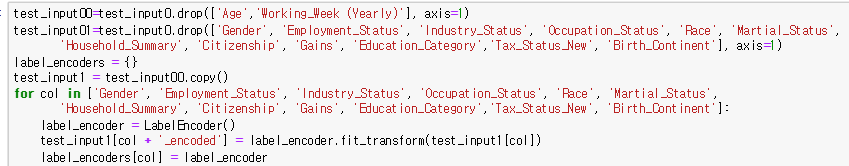 test_input00=test_input0.drop(['Age','Working_Week (Yearly)'], axis=1)
test_input01=test_input0.drop(['Gender', 'Employment_Status', 'Industry_Status', 'Occupation_Status', 'Race', 'Martial_Status',
'Household_Summary', 'Citizenship', 'Gains', 'Education_Category','Tax_Status_New', 'Birth_Continent'], axis=1)
label_encoders = {}
test_input1 = test_input00.copy()
for col in ['Gender', 'Employment_Status', 'Industry_Status', 'Occupation_Status', 'Race', 'Martial_Status',
'Household_Summary', 'Citizenship', 'Gains', 'Education_Category','Tax_Status_New', 'Birth_Continent']:
label_encoder = LabelEncoder()
test_input1[col + '_encoded'] = label_encoder.fit_transform(test_input1[col])
label_encoders[col] = label_encoder